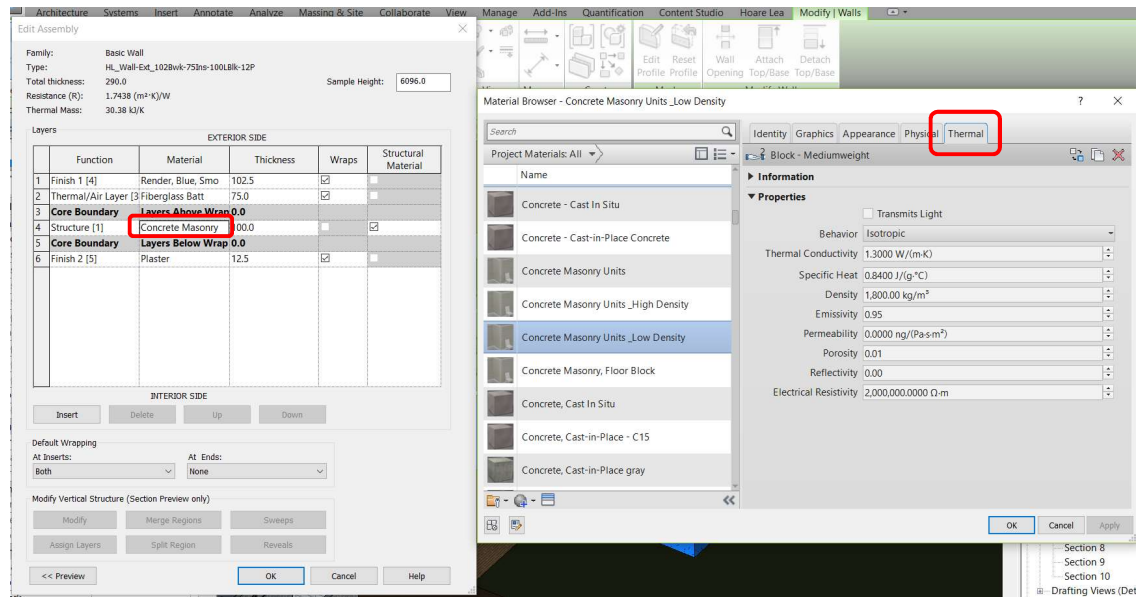 Architecture Systems Insert Annotate Analyze Massing & Site Collaborate View Manage Add-Ins Quantification Content Studio Hoare Lea Modify | Walls
Edit Assembly
Family: Basic Wall
Type: HL_Wall-Ext_102Bwk-75Ins-100LBlk-12P
Total thickness: 290.0 Sample Height: 6096.0
Resistance (R): 1.7438 (m²·K)/W
Thermal Mass: 30.38 kJ/K
Layers
EXTERIOR SIDE
Function Material Thickness Wraps Structural Material
1 Finish 1 [4] Render, Blue, Smo 102.5
2 Thermal/Air Layer [3 Fiberglass Batt 75.0
3 Core Boundary Layers Above Wrap 0.0
4 Structure [1] Concrete Masonry 100.0
5 Core Boundary Layers Below Wrap 0.0
6 Finish 2 [5] Plaster 12.5
INTERIOR SIDE
Insert Delete Up Down
Default Wrapping
At Inserts: At Ends:
Both None
Modify Vertical Structure (Section Preview only)
Modify Merge Regions Sweeps
Assign Layers Split Region Reveals
<< Preview OK Cancel Help
Edit Profile Reset Profile Wall Opening Attach Top/Base Detach Top/Base
Material Browser - Concrete Masonry Units _Low Density ? X
Search
Project Materials: All
Name
Concrete - Cast In Situ
Concrete - Cast-in-Place Concrete
Concrete Masonry Units
Concrete Masonry Units _High Density
Concrete Masonry Units _Low Density
Concrete Masonry, Floor Block
Concrete, Cast In Situ
Concrete, Cast-in-Place - C15
Concrete, Cast-in-Place gray
Identity Graphics Appearance Physical Thermal
Block - Mediumweight
Information
Properties
Transmits Light
Behavior Isotropic
Thermal Conductivity 1.3000 W/(m·K)
Specific Heat 0.8400 J/(g·°C)
Density 1,800.00 kg/m³
Emissivity 0.95
Permeability 0.0000 ng/(Pa·s·m²)
Porosity 0.01
Reflectivity 0.00
Electrical Resistivity 2,000,000.0000 Ω·m
OK Cancel Apply
Section 8
Section 9
Section 10
Drafting Views (Det